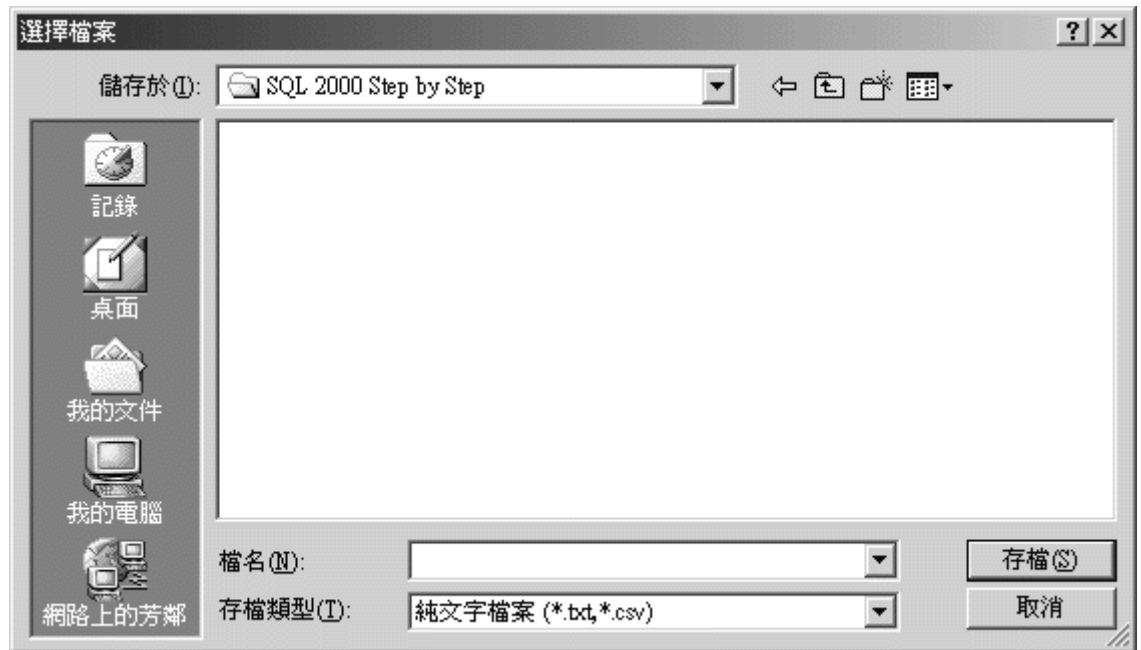 選擇檔案
儲存於(I): SQL 2000 Step by Step
記錄
桌面
我的文件
我的電腦
網路上的芳鄰
檔名(N): 存檔(S)
存檔類型(T): 純文字檔案 (*.txt,*.csv) 取消